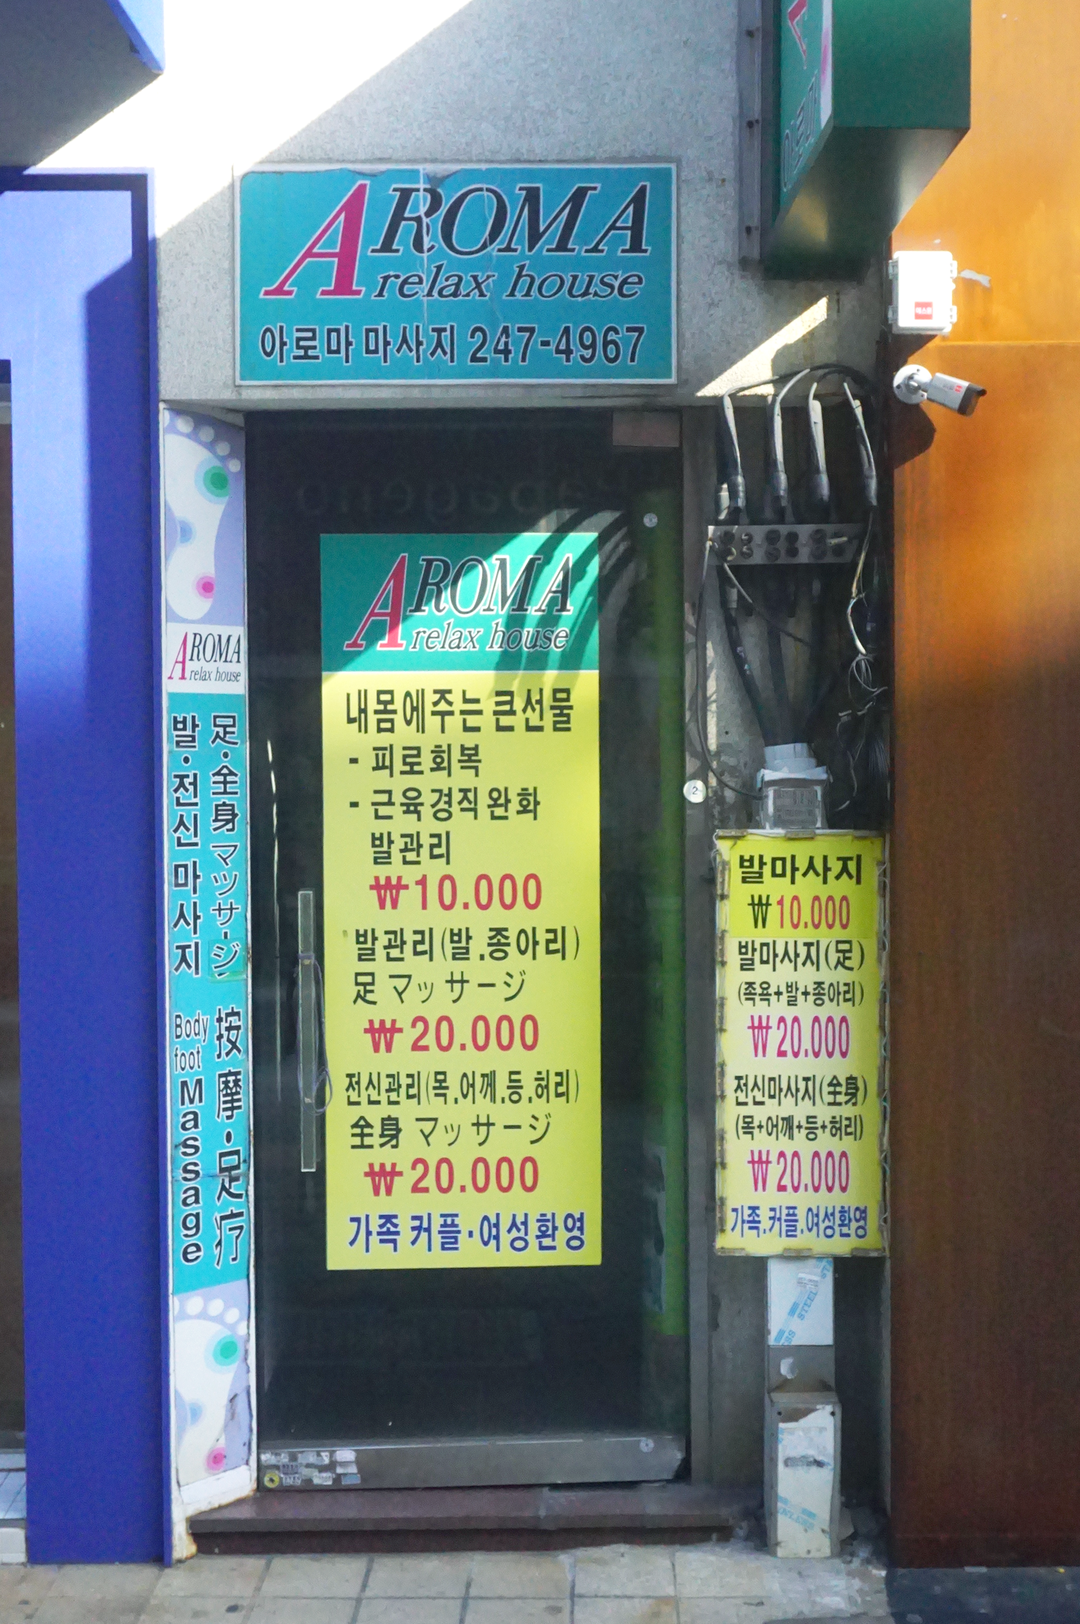 AROMA
relax house
아로마 마사지 247-4967
AROMA
relax house
발·전신 마사지
足·全身 マッサージ
Body
foot
Massage
按摩·足疗
AROMA
relax house
내몸에주는 큰선물
- 피로회복
- 근육경직 완화
발관리
₩10.000
발관리(발.종아리)
足 マッサージ
₩20.000
전신관리(목.어깨.등.허리)
全身 マッサージ
₩20.000
가족 커플·여성환영
발마사지
₩10.000
발마사지(足)
(족욕+발+종아리)
₩20.000
전신마사지(全身)
(목+어깨+등+허리)
₩20.000
가족.커플.여성환영